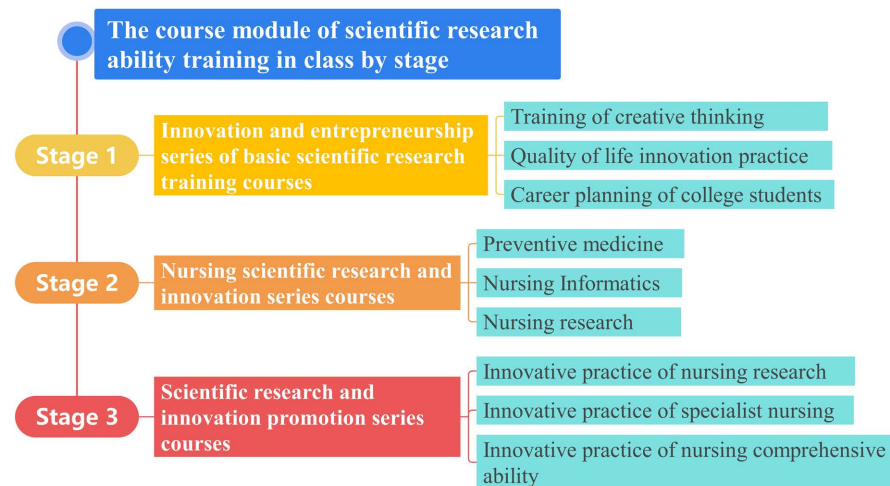 The course module of scientific research
ability training in class by stage
Stage 1
Innovation and entrepreneurship
series of basic scientific research
training courses
Training of creative thinking
Quality of life innovation practice
Career planning of college students
Stage 2
Nursing scientific research and
innovation series courses
Preventive medicine
Nursing Informatics
Nursing research
Stage 3
Scientific research and
innovation promotion series
courses
Innovative practice of nursing research
Innovative practice of specialist nursing
Innovative practice of nursing comprehensive
ability